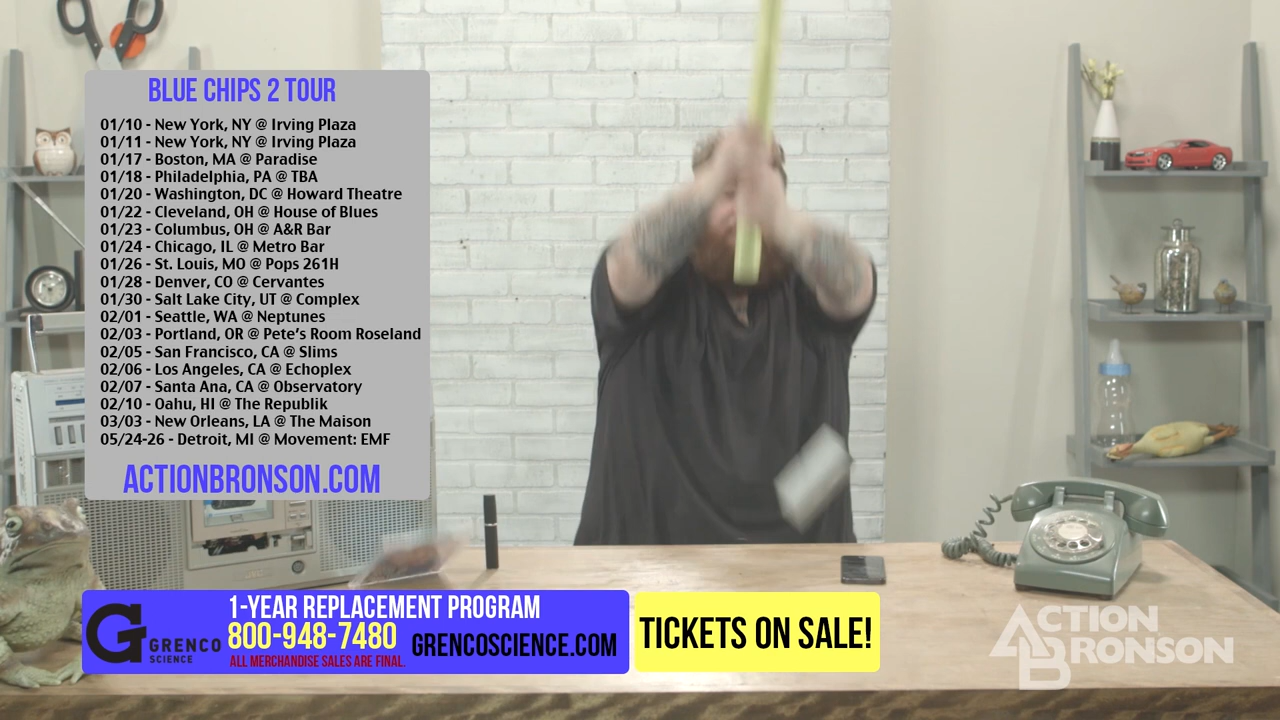 BLUE CHIPS 2 TOUR
01/10 - New York, NY @ Irving Plaza
01/11 - New York, NY @ Irving Plaza
01/17 - Boston, MA @ Paradise
01/18 - Philadelphia, PA @ TBA
01/20 - Washington, DC @ Howard Theatre
01/22 - Cleveland, OH @ House of Blues
01/23 - Columbus, OH @ A&R Bar
01/24 - Chicago, IL @ Metro Bar
01/26 - St. Louis, MO @ Pops 261H
01/28 - Denver, CO @ Cervantes
01/30 - Salt Lake City, UT @ Complex
02/01 - Seattle, WA @ Neptunes
02/03 - Portland, OR @ Pete's Room Roseland
02/05 - San Francisco, CA @ Slims
02/06 - Los Angeles, CA @ Echoplex
02/07 - Santa Ana, CA @ Observatory
02/10 - Oahu, HI @ The Republik
03/03 - New Orleans, LA @ The Maison
05/24-26 - Detroit, MI @ Movement: EMF
ACTIONBRONSON.COM
G GRENCO
SCIENCE
1-YEAR REPLACEMENT PROGRAM
800-948-7480 GRENCOSCIENCE.COM
ALL MERCHANDISE SALES ARE FINAL.
TICKETS ON SALE!
ACTION
BRONSON